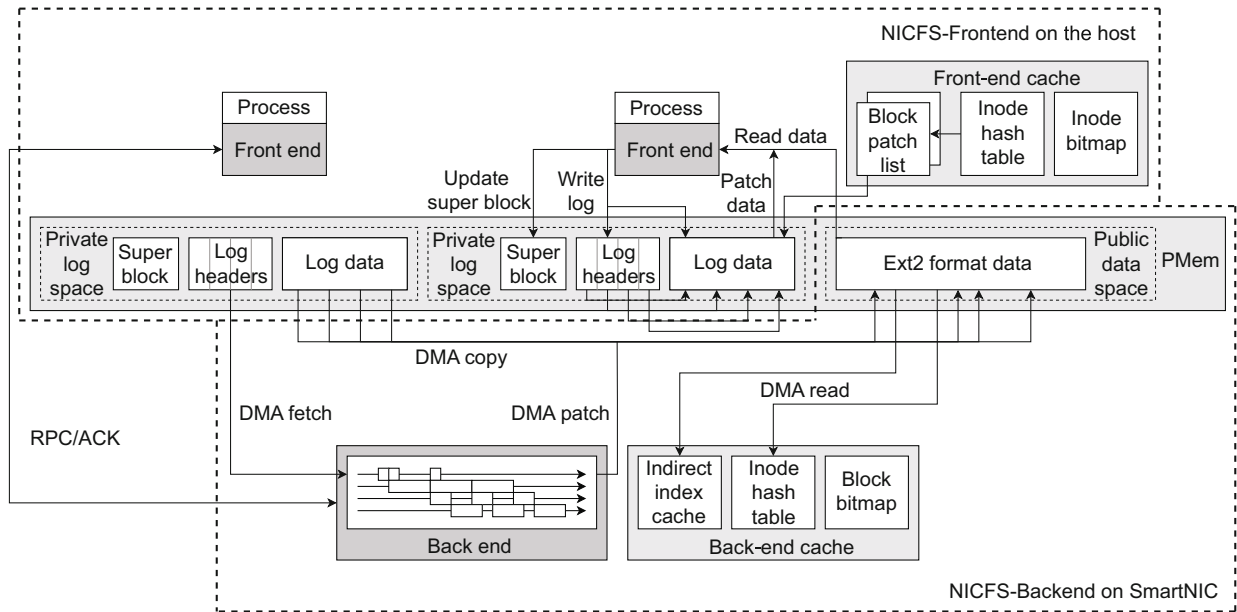 NICFS-Frontend on the host
Front-end cache
Block
patch
list
Inode
hash
table
Inode
bitmap
Process
Front end
Process
Front end
Read data
Update
super block
Write
log
Patch
data
Private
log
space
Super
block
Log
headers
Log data
Private
log
space
Super
block
Log
headers
Log data
Ext2 format data
Public
data
space
PMem
DMA copy
DMA read
DMA fetch
DMA patch
RPC/ACK
Back end
Indirect
index
cache
Inode
hash
table
Block
bitmap
Back-end cache
NICFS-Backend on SmartNIC